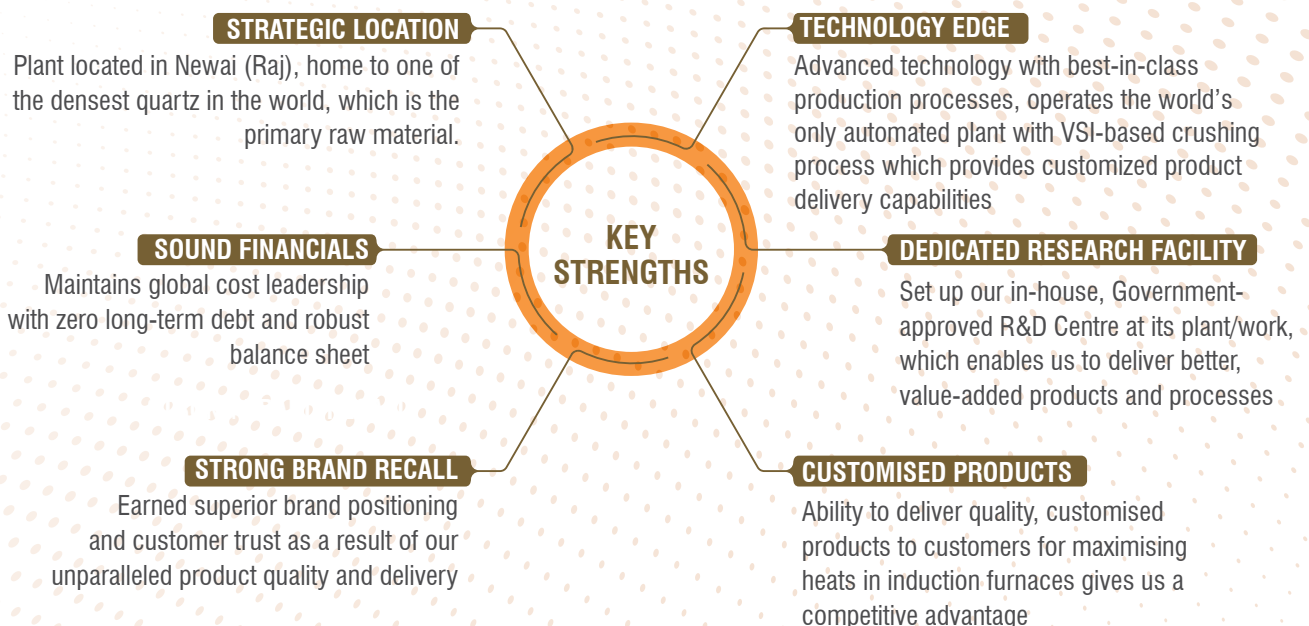 STRATEGIC LOCATION
Plant located in Newai (Raj), home to one of
the densest quartz in the world, which is the
primary raw material.
TECHNOLOGY EDGE
Advanced technology with best-in-class
production processes, operates the world's
only automated plant with VSI-based crushing
process which provides customized product
delivery capabilities
KEY
STRENGTHS
SOUND FINANCIALS
Maintains global cost leadership
with zero long-term debt and robust
balance sheet
DEDICATED RESEARCH FACILITY
Set up our in-house, Government-
approved R&D Centre at its plant/work,
which enables us to deliver better,
value-added products and processes
STRONG BRAND RECALL
Earned superior brand positioning
and customer trust as a result of our
unparalleled product quality and delivery
CUSTOMISED PRODUCTS
Ability to deliver quality, customised
products to customers for maximising
heats in induction furnaces gives us a
competitive advantage